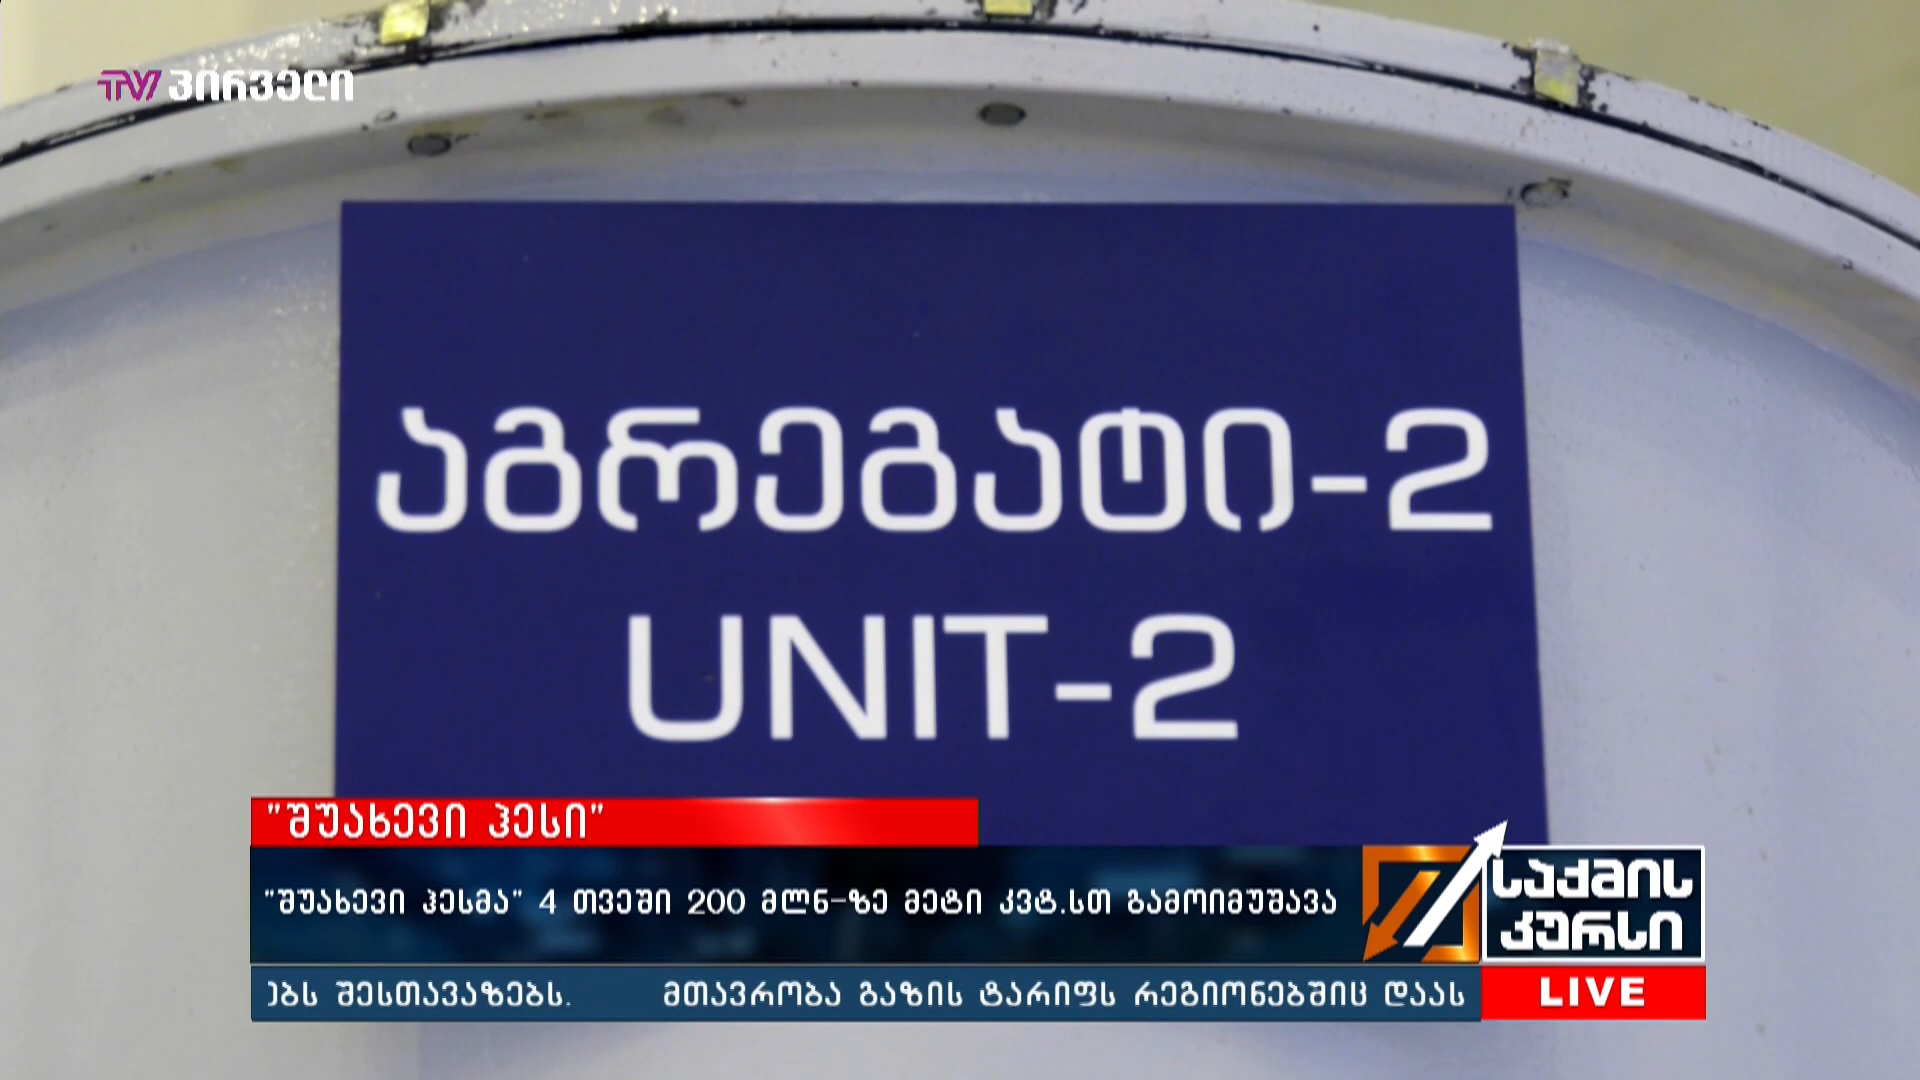 TV პირველი
აგრეგატი-2
UNIT-2
"შუახევი ჰესი"
"შუახევი ჰესმა" 4 თვეში 200 მლნ-ზე მეტი კვტ.სთ გამოიმუშავა
საქმის
კურსი
ებს შესთავაზებს. მთავრობა გაზის ტარიფს რეგიონებშიც დაას
LIVE